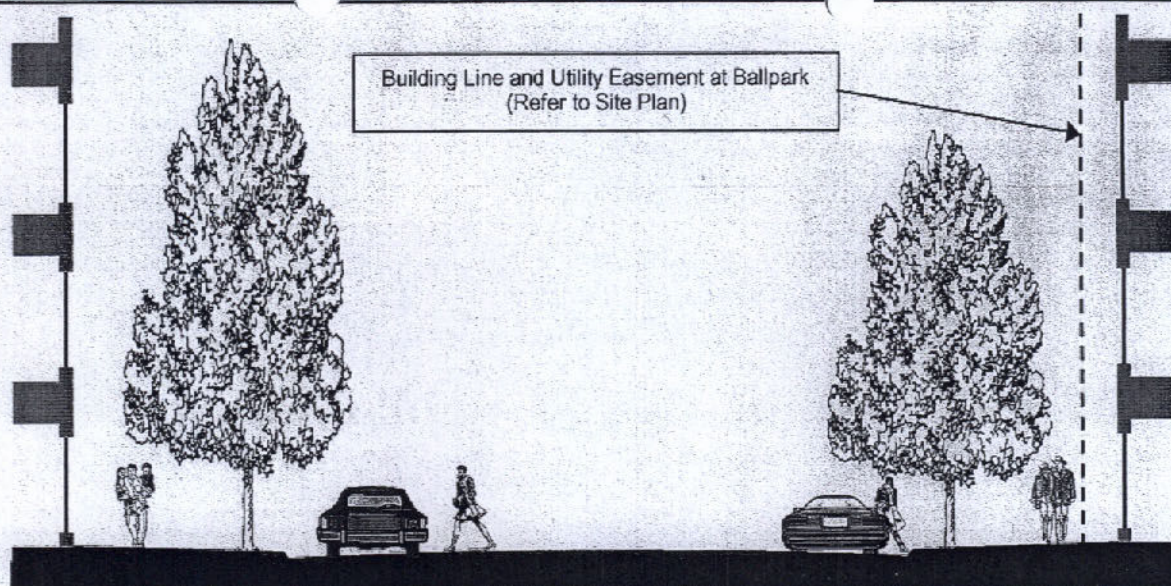 Building Line and Utility Easement at Ballpark
(Refer to Site Plan)